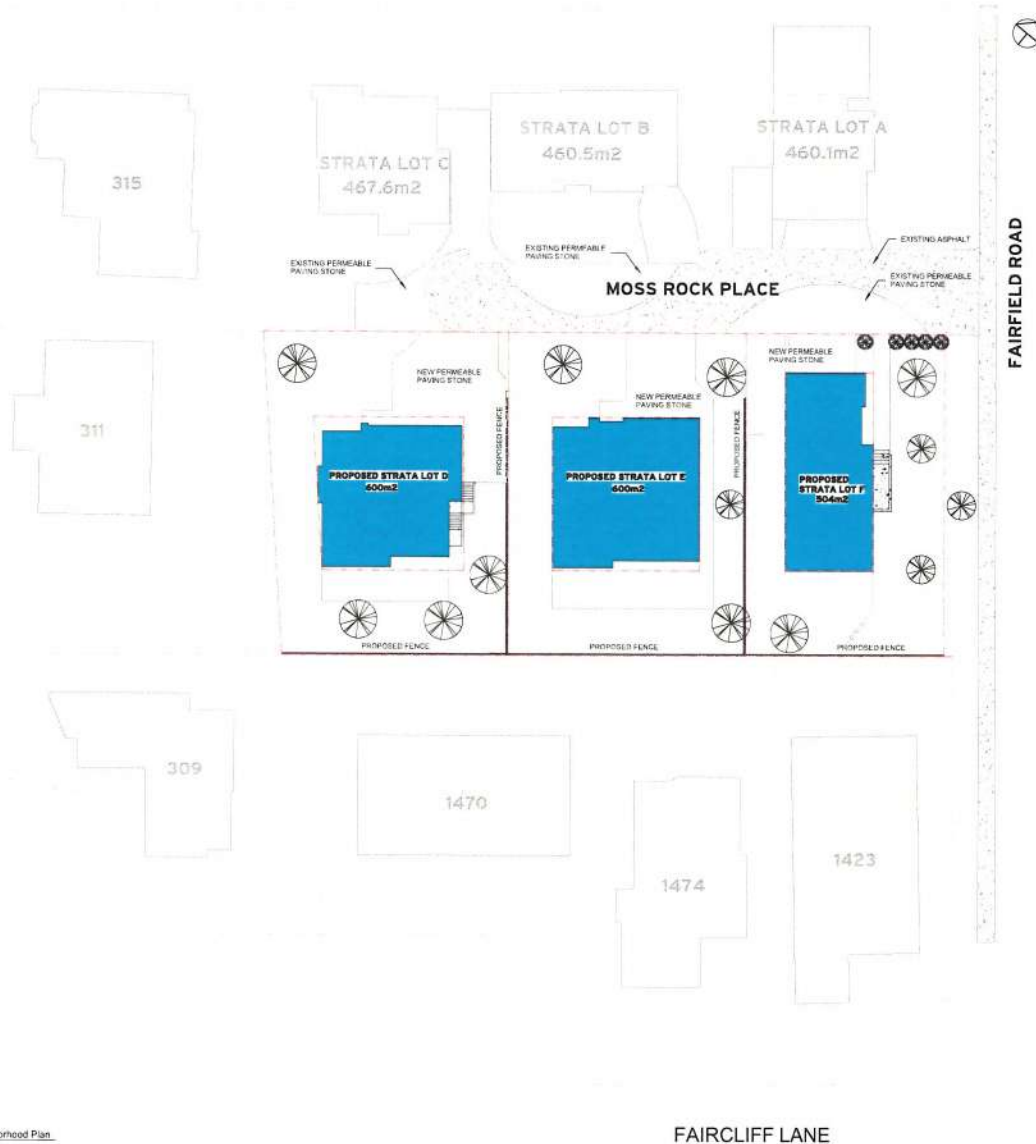 STRATA LOT B
460.5m2
STRATA LOT A
460.1m2
STRATA LOT C
467.6m2
315
FAIRFIELD ROAD
EXISTING ASPHALT
EXISTING PERMEABLE
PAVING STONE
EXISTING PERMEABLE
PAVING STONE
EXISTING PERMEABLE
PAVING STONE
MOSS ROCK PLACE
NEW PERMEABLE
PAVING STONE
NEW PERMEABLE
PAVING STONE
NEW PERMEABLE
PAVING STONE
311
PROPOSED FENCE
PROPOSED FENCE
PROPOSED STRATA LOT D
600m2
PROPOSED STRATA LOT E
600m2
PROPOSED
STRATA LOT F
504m2
PROPOSED FENCE
PROPOSED FENCE
PROPOSED FENCE
309
1470
1474
1423
orhood Plan
FAIRCLIFF LANE